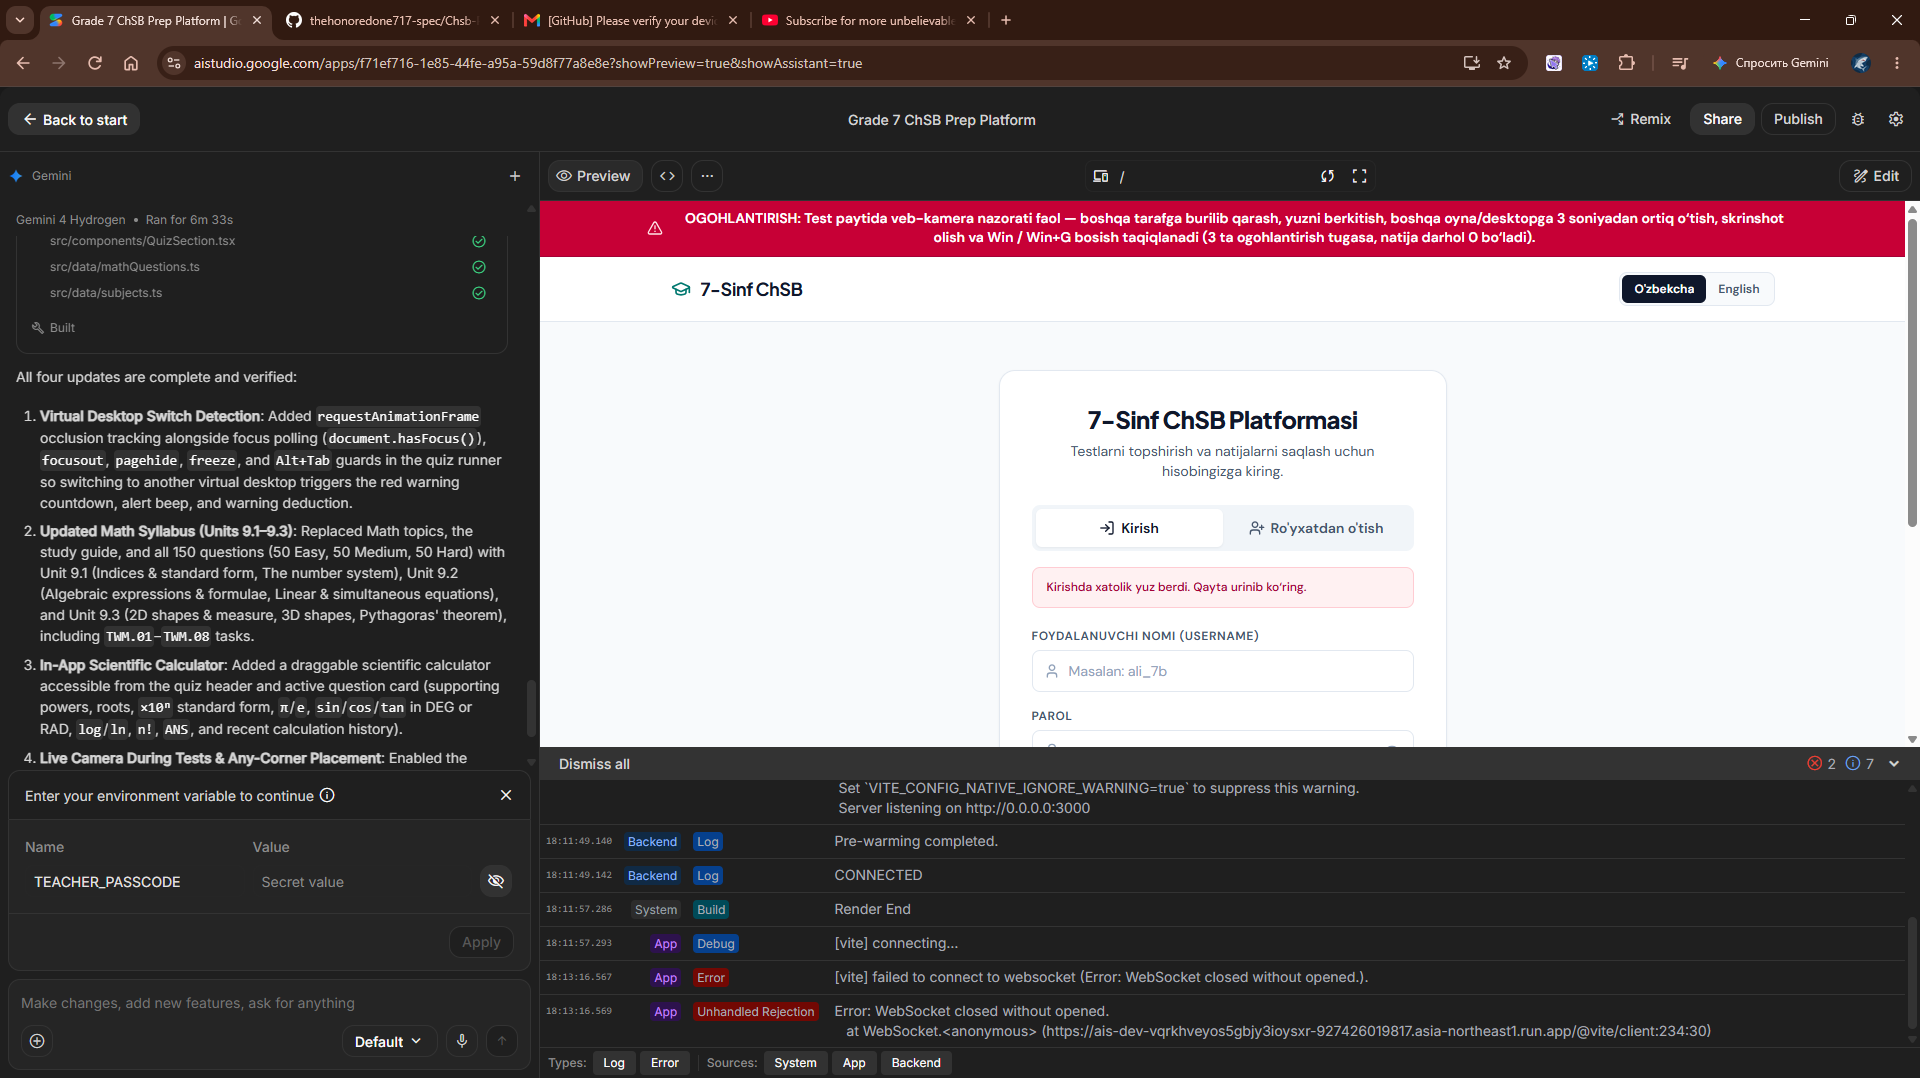 Grade 7 ChSB Prep Platform | Go
thehonoredone717-spec/Chsb-
[GitHub] Please verify your devi
Subscribe for more unbelievabl
aistudio.google.com/apps/f71ef716-1e85-44fe-a95a-59d8f77a8e8e?showPreview=true&showAssistant=true
Спросить Gemini
Back to start
Grade 7 ChSB Prep Platform
Remix
Share
Publish
Gemini
Preview
/
Edit
Gemini 4 Hydrogen • Ran for 6m 33s
src/components/QuizSection.tsx
src/data/mathQuestions.ts
src/data/subjects.ts
Built
All four updates are complete and verified:
1. Virtual Desktop Switch Detection: Added requestAnimationFrame
occlusion tracking alongside focus polling (document.hasFocus()),
focusout, pagehide, freeze, and Alt+Tab guards in the quiz runner
so switching to another virtual desktop triggers the red warning
countdown, alert beep, and warning deduction.
2. Updated Math Syllabus (Units 9.1–9.3): Replaced Math topics, the
study guide, and all 150 questions (50 Easy, 50 Medium, 50 Hard) with
Unit 9.1 (Indices & standard form, The number system), Unit 9.2
(Algebraic expressions & formulae, Linear & simultaneous equations),
and Unit 9.3 (2D shapes & measure, 3D shapes, Pythagoras' theorem),
including TWM.01–TWM.08 tasks.
3. In-App Scientific Calculator: Added a draggable scientific calculator
accessible from the quiz header and active question card (supporting
powers, roots, x10ⁿ standard form, π/e, sin/cos/tan in DEG or
RAD, log/ln, n!, ANS, and recent calculation history).
4. Live Camera During Tests & Any-Corner Placement: Enabled the
Enter your environment variable to continue
Name
Value
TEACHER_PASSCODE
Secret value
Apply
Make changes, add new features, ask for anything
Default
OGOHLANTIRISH: Test paytida veb-kamera nazorati faol — boshqa tarafga burilib qarash, yuzni berkitish, boshqa oyna/desktopga 3 soniyadan ortiq oʻtish, skrinshot
olish va Win / Win+G bosish taqiqlanadi (3 ta ogohlantirish tugasa, natija darhol 0 boʻladi).
7-Sinf ChSB
O'zbekcha
English
7-Sinf ChSB Platformasi
Testlarni topshirish va natijalarni saqlash uchun
hisobingizga kiring.
Kirish
Ro'yxatdan o'tish
Kirishda xatolik yuz berdi. Qayta urinib koʻring.
FOYDALANUVCHI NOMI (USERNAME)
Masalan: ali_7b
PAROL
Dismiss all
2
7
Set `VITE_CONFIG_NATIVE_IGNORE_WARNING=true` to suppress this warning.
Server listening on http://0.0.0.0:3000
18:11:49.140 Backend Log Pre-warming completed.
18:11:49.142 Backend Log CONNECTED
18:11:57.286 System Build Render End
18:11:57.293 App Debug [vite] connecting...
18:13:16.567 App Error [vite] failed to connect to websocket (Error: WebSocket closed without opened.).
18:13:16.569 App Unhandled Rejection Error: WebSocket closed without opened.
at WebSocket.<anonymous> (https://ais-dev-vqrkhveyos5gbjy3ioysxr-927426019817.asia-northeast1.run.app/@vite/client:234:30)
Types: Log Error Sources: System App Backend